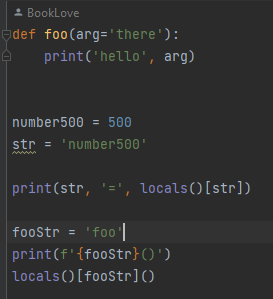 BookLove
def foo(arg='there'):
    print('hello', arg)
number500 = 500
str = 'number500'
print(str, '=', locals()[str])
fooStr = 'foo'
print(f'{fooStr}()')
locals()[fooStr]()